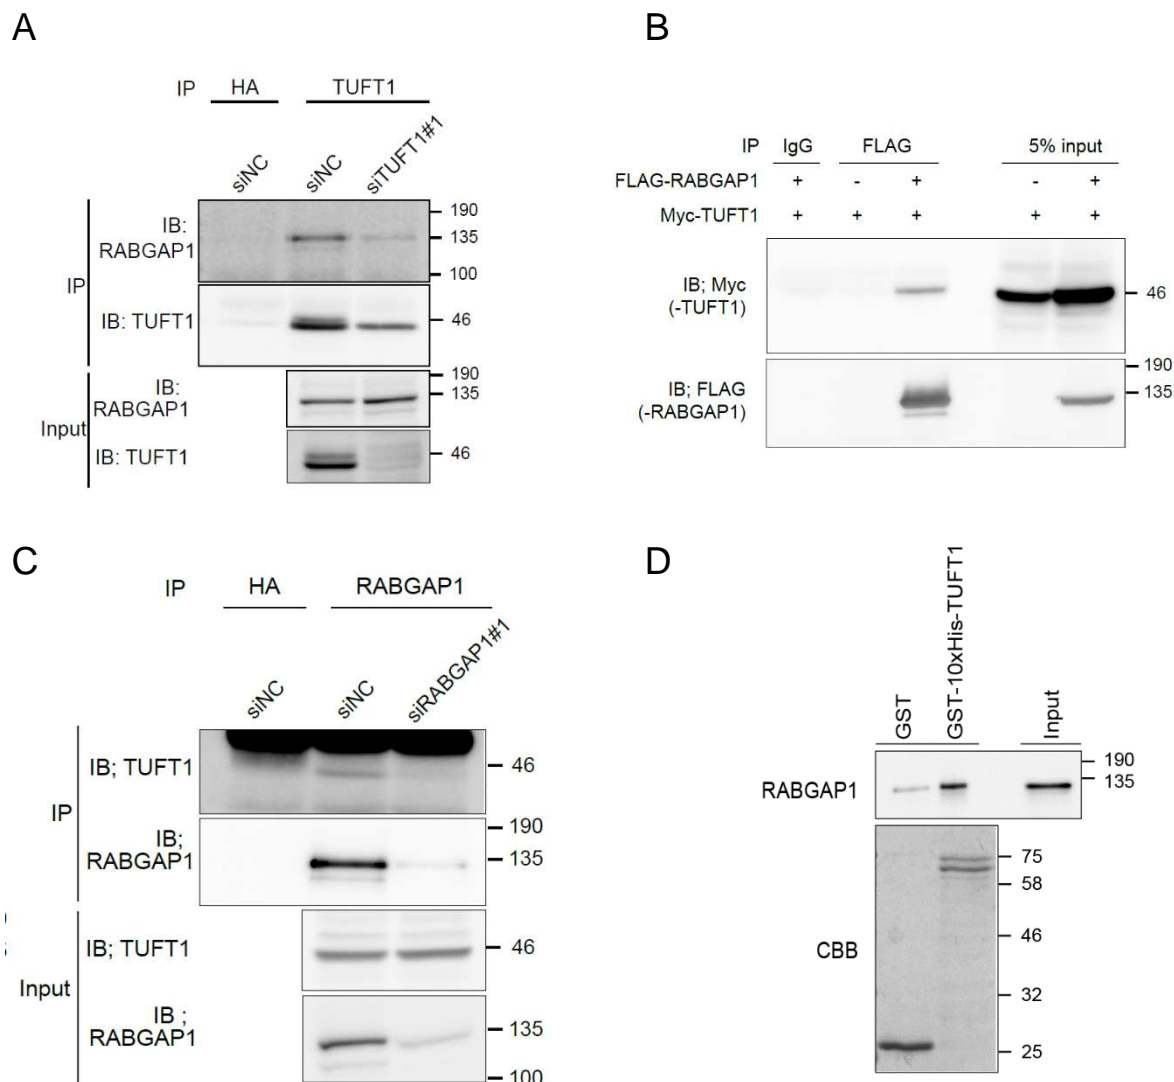 A
IP HA TUFT1
siNC siNC siTUFT1#1
IP
IB:
RABGAP1
190
135
100
IB: TUFT1 46
Input
IB:
RABGAP1
190
135
IB: TUFT1 46
B
IP IgG FLAG 5% input
FLAG-RABGAP1 + - + - +
Myc-TUFT1 + + + + +
IB; Myc
(-TUFT1)
46
IB; FLAG
(-RABGAP1)
190
135
C
IP HA RABGAP1
siNC siNC siRABGAP1#1
IP
IB; TUFT1 46
IB;
RABGAP1
190
135
Input
IB; TUFT1 46
IB ;
RABGAP1
135
100
D
GST GST-10xHis-TUFT1 Input
RABGAP1
190
135
CBB
75
58
46
32
25